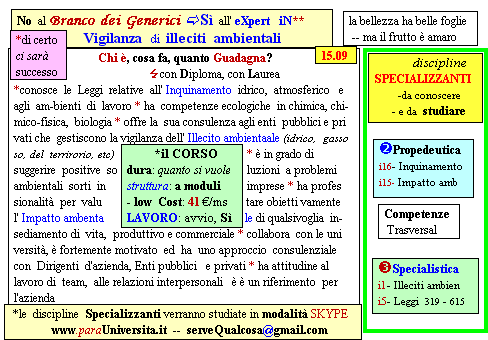 No al Branco dei Generici ➪Sì all' eXpert iN**
Vigilanza di illeciti ambientali
la bellezza ha belle foglie
-- ma il frutto è amaro
*di certo
ci sarà
successo
Chi è, cosa fa, quanto Guadagna?
15.09
con Diploma, con Laurea
*conosce le Leggi relative all' Inquinamento idrico, atmosferico e
agli am-bienti di lavoro * ha competenze ecologiche in chimica, chi-
mico-fisica, biologia * offre la sua consulenza agli enti pubblici e pri
vati che gestiscono la vigilanza dell' Illecito ambientaale (idrico, gasso
so, del terrirorio, etc)
*il CORSO
* è in grado di
suggerire positive so
dura: quanto si vuole
luzioni a problemi
ambientali sorti in
struttura: a moduli
imprese * ha profes
sionalità per valu
- low Cost: 41 €/ms
tare obietti vamente
l' Impatto ambenta
LAVORO: avvio, Sì
le di qualsivoglia in-
sediamento di vita, produttivo e commerciale * collabora con le uni
versità, è fortemente motivato ed ha uno approccio consulenziale
con Dirigenti d'azienda, Enti pubblici e privati * ha attitudine al
lavoro di team, alle relazioni interpersonali è è un riferimento per
l'azienda
discipline
SPECIALIZZANTI
-da conoscere
- e da studiare
❷Propedeutica
i16- Inquinamento
i15- Impatto amb
Competenze
Trasversal
❸Specialistica
i1- Illeciti ambien
i5- Leggi 319 - 615
*le discipline Specializzanti verranno studiate in modalità SKYPE
www.paraUniversita.it -- serveQualcosa@gmail.com